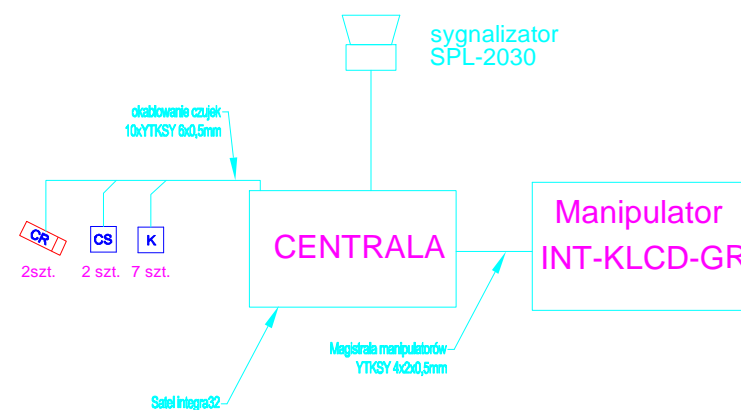 sygnalizator
SPL-2030
okablowanie czujek
10xYTKSY 6x0,5mm
CR
CS
K
2szt.
2 szt.
7 szt.
CENTRALA
Manipulator
INT-KLCD-GR
Magistrala manipulatorów
YTKSY 4x2x0,5mm
Satel integra32